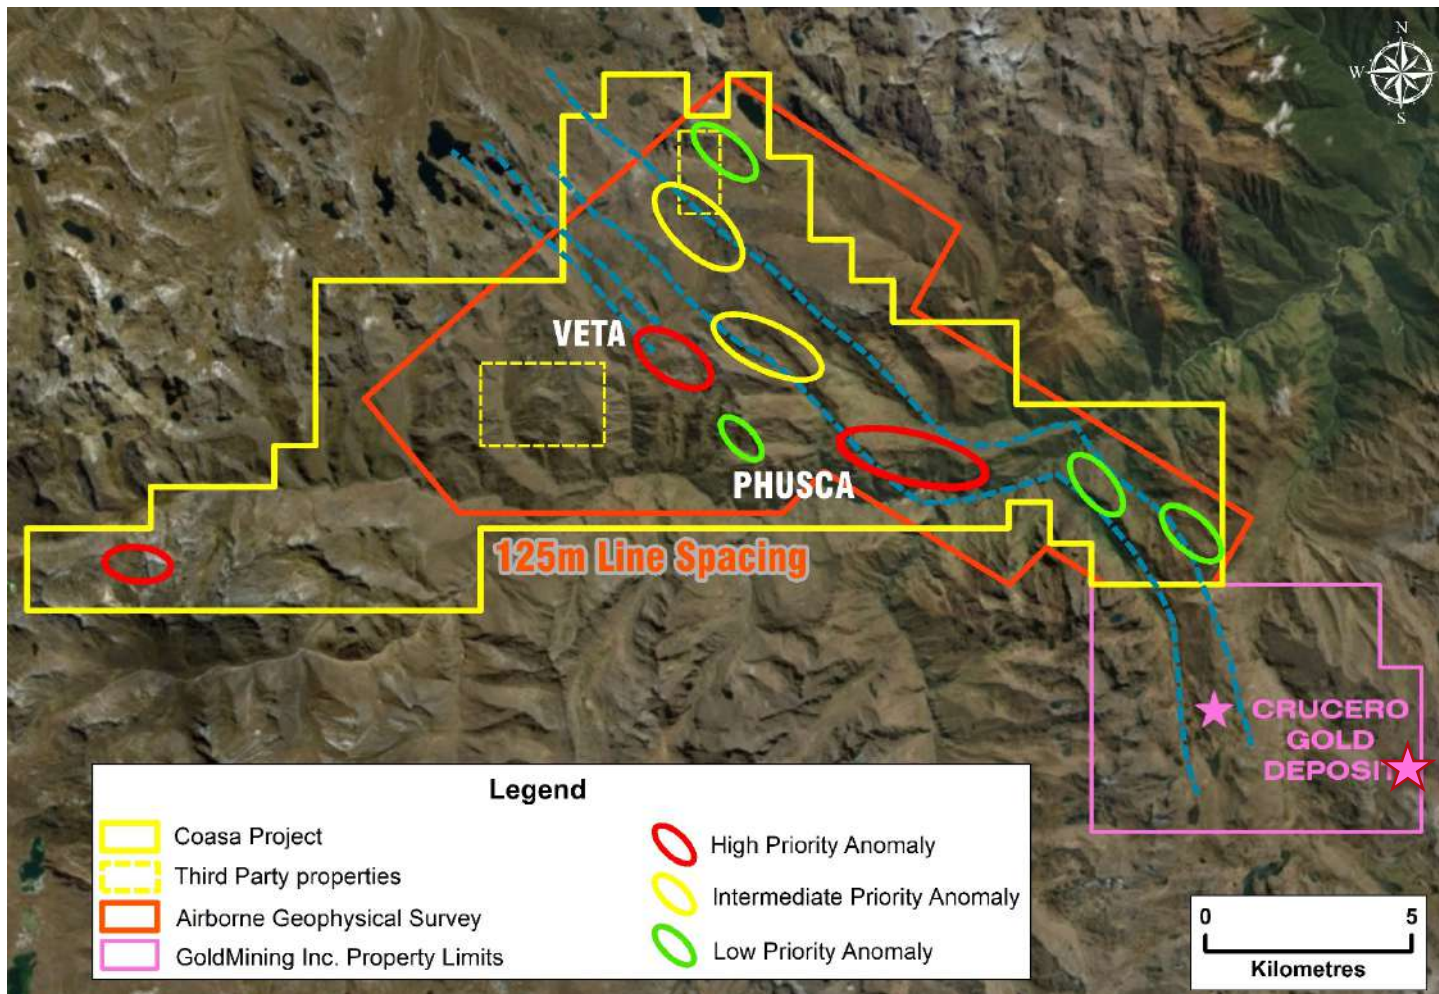 N
W
E
S
VETA
PHUSCA
125m Line Spacing
CRUCERO
GOLD
DEPOSIT
Legend
Coasa Project
Third Party properties
Airborne Geophysical Survey
GoldMining Inc. Property Limits
High Priority Anomaly
Intermediate Priority Anomaly
Low Priority Anomaly
0 5
Kilometres